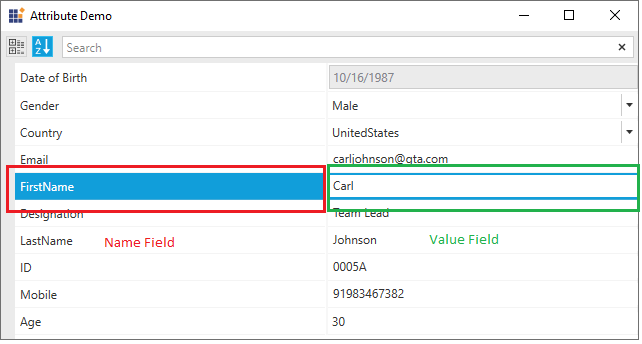 Attribute Demo
Search
Date of Birth 10/16/1987
Gender Male
Country UnitedStates
Email carljohnson@gta.com
FirstName Carl
Designation Team Lead
LastName Name Field Johnson Value Field
ID 0005A
Mobile 91983467382
Age 30